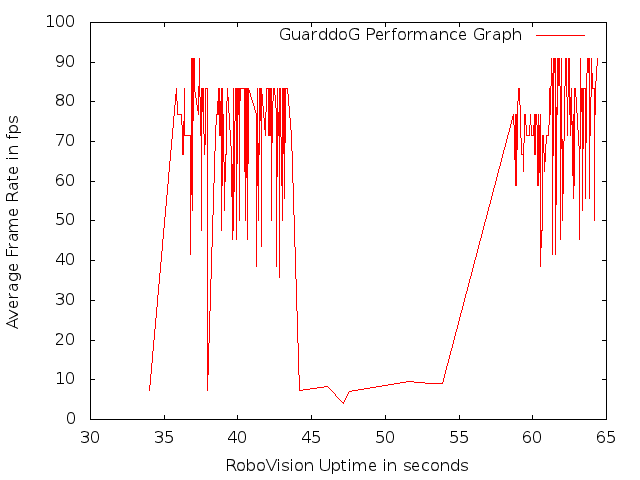 GuarddoG Performance Graph
100
90
80
70
60
50
40
30
20
10
0
Average Frame Rate in fps
30 35 40 45 50 55 60 65
RoboVision Uptime in seconds